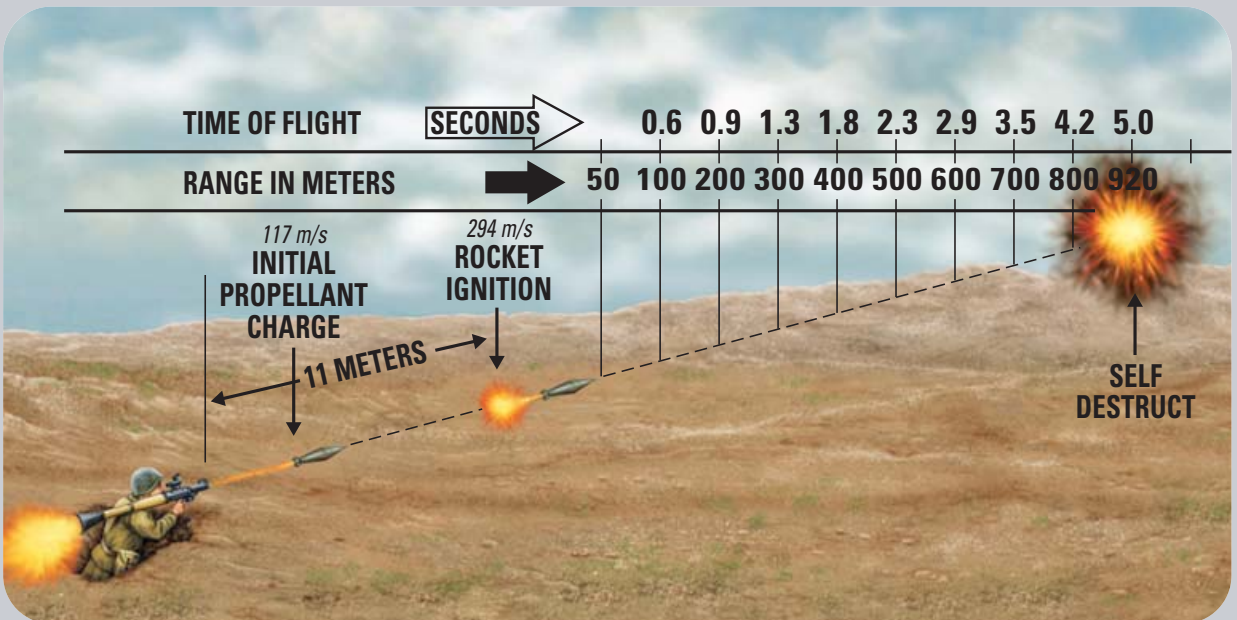 TIME OF FLIGHT SECONDS 0.6 0.9 1.3 1.8 2.3 2.9 3.5 4.2 5.0
RANGE IN METERS 50 100 200 300 400 500 600 700 800 920
117 m/s
INITIAL
PROPELLANT
CHARGE
294 m/s
ROCKET
IGNITION
11 METERS
SELF
DESTRUCT